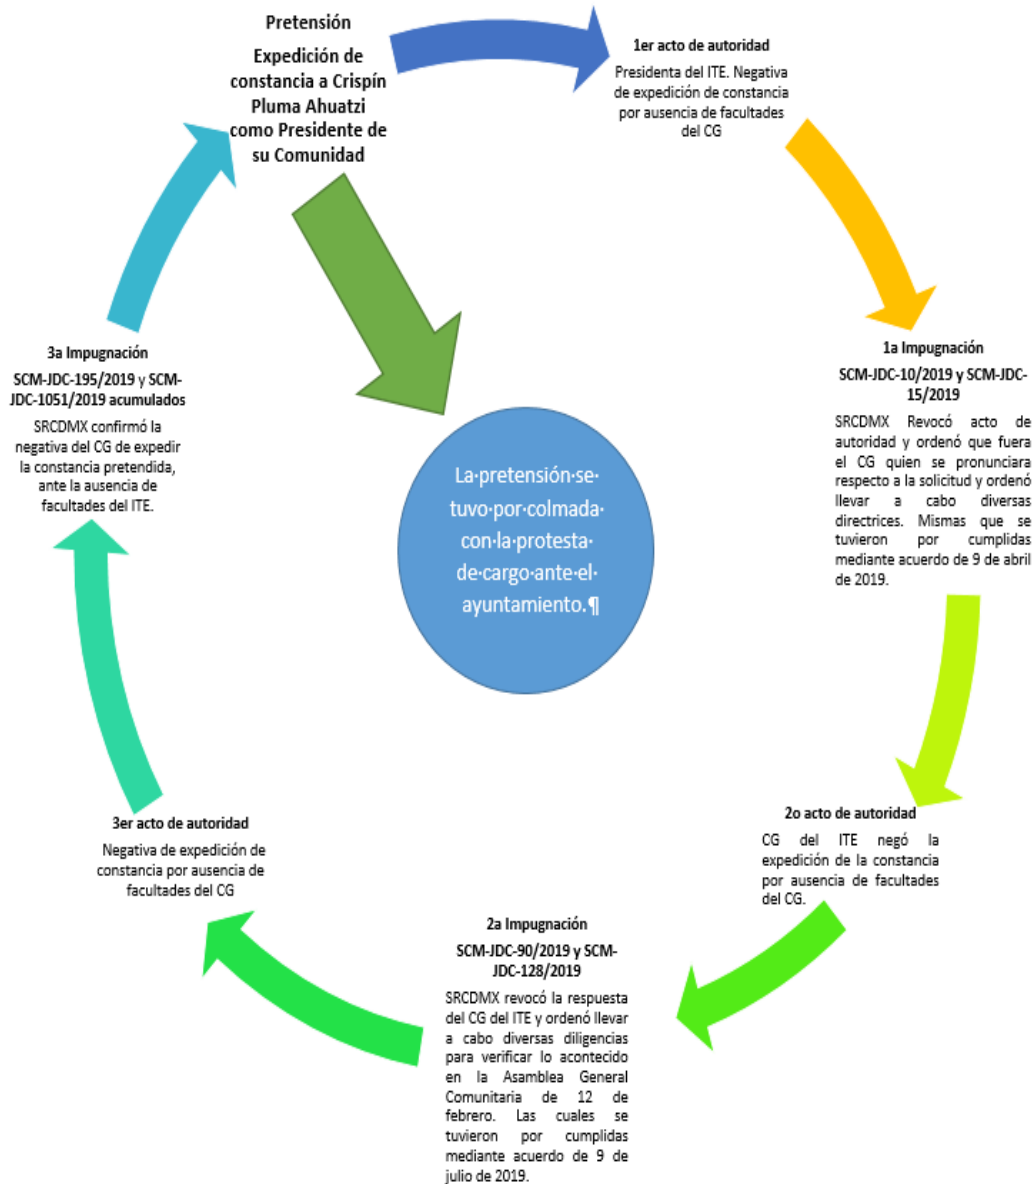 Pretensión
Expedición de
constancia a Crispín
Pluma Ahuatzi
como Presidente de
su Comunidad
1er acto de autoridad
Presidenta del ITE. Negativa
de expedición de constancia
por ausencia de facultades
del CG
1a Impugnación
SCM-JDC-10/2019 y SCM-JDC-
15/2019
SRCDMX Revocó acto de
autoridad y ordenó que fuera
el CG quien se pronunciara
respecto a la solicitud y ordenó
llevar a cabo diversas
directrices. Mismas que se
tuvieron por cumplidas
mediante acuerdo de 9 de abril
de 2019.
2o acto de autoridad
CG del ITE negó la
expedición de la constancia
por ausencia de facultades
del CG.
2a Impugnación
SCM-JDC-90/2019 y SCM-
JDC-128/2019
SRCDMX revocó la respuesta
del CG del ITE y ordenó llevar
a cabo diversas diligencias
para verificar lo acontecido
en la Asamblea General
Comunitaria de 12 de
febrero. Las cuales se
tuvieron por cumplidas
mediante acuerdo de 9 de
julio de 2019.
3er acto de autoridad
Negativa de expedición de
constancia por ausencia de
facultades del CG
3a Impugnación
SCM-JDC-195/2019 y SCM-
JDC-1051/2019 acumulados
SRCDMX confirmó la
negativa del CG de expedir
la constancia pretendida,
ante la ausencia de
facultades del ITE.
La·pretensión·se·
tuvo·por·colmada·
con·la·protesta·
de·cargo·ante·el·
ayuntamiento.¶